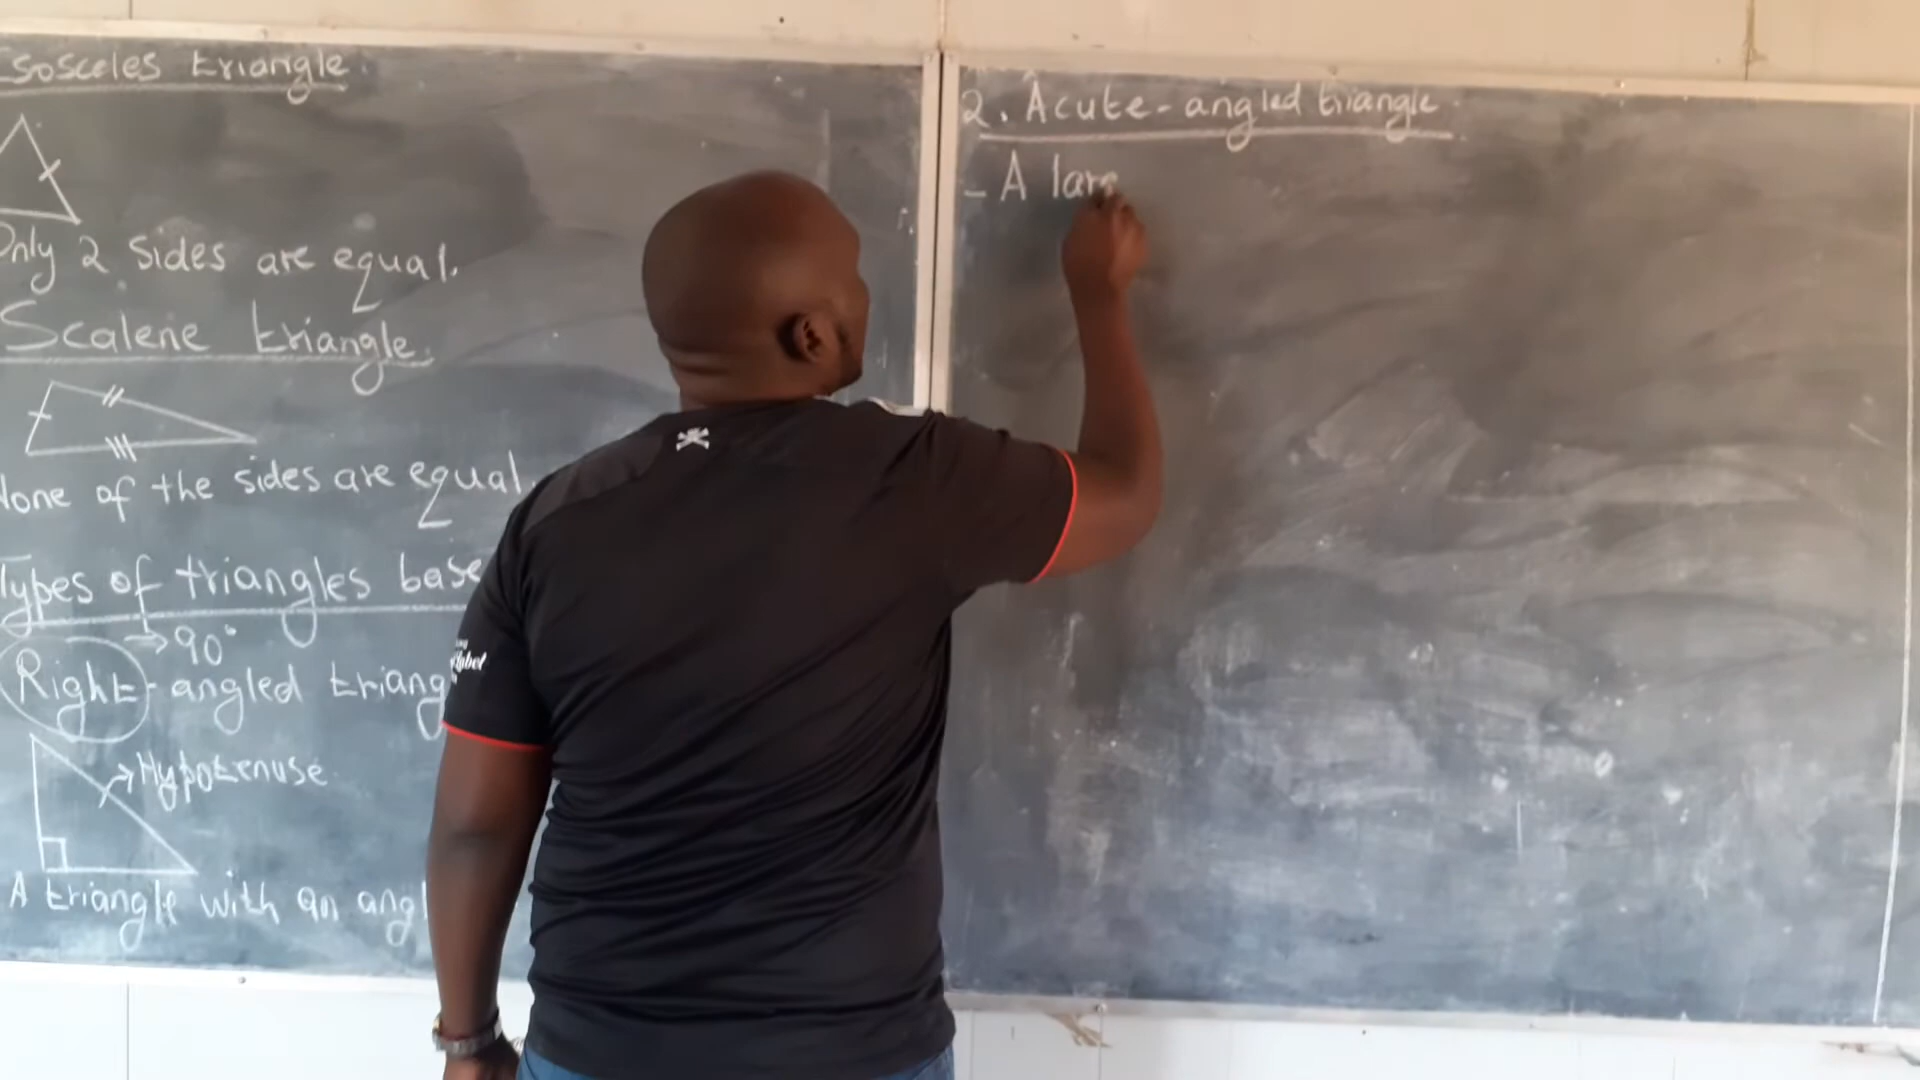 Isosceles triangle.
Only 2 sides are equal.
Scalene triangle.
None of the sides are equal.
Types of triangles base
→ 90°
Right-angled triang
→ Hypotenuse
A triangle with an angl
2. Acute-angled triangle.
- A larg